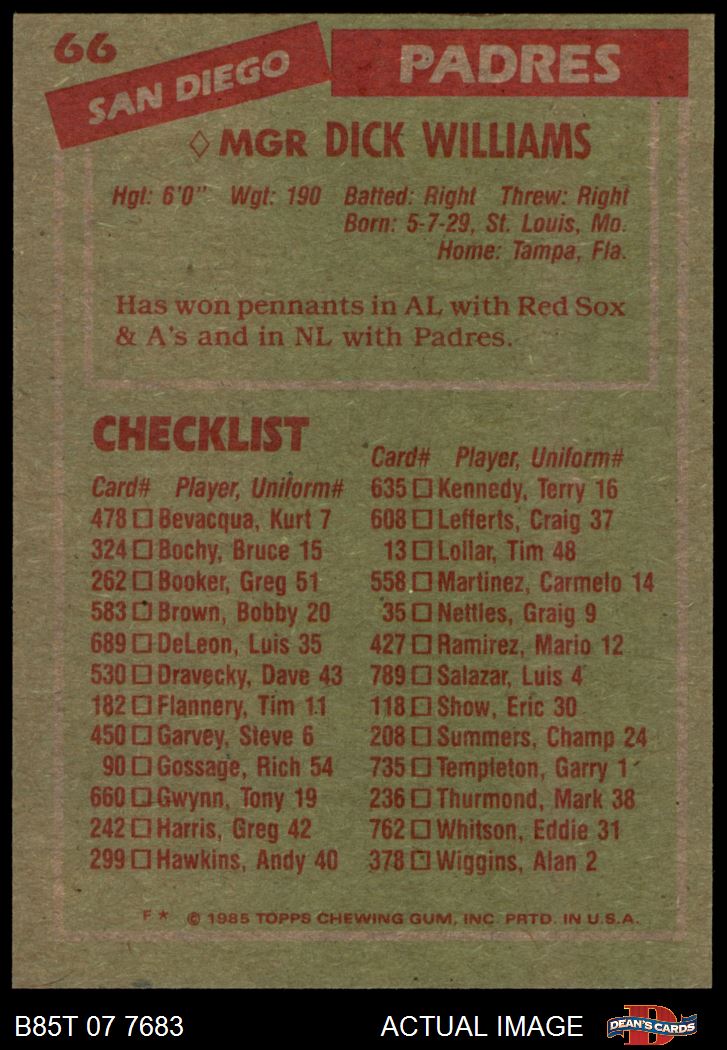 66
SAN DIEGO PADRES
◊ MGR DICK WILLIAMS
Hgt: 6'0" Wgt: 190 Batted: Right Threw: Right
Born: 5-7-29, St. Louis, Mo.
Home: Tampa, Fla.
Has won pennants in AL with Red Sox
& A's and in NL with Padres.
CHECKLIST
Card# Player, Uniform#
478 □ Bevacqua, Kurt 7
324 □ Bochy, Bruce 15
262 □ Booker, Greg 51
583 □ Brown, Bobby 20
689 □ DeLeon, Luis 35
530 □ Dravecky, Dave 43
182 □ Flannery, Tim 11
450 □ Garvey, Steve 6
90 □ Gossage, Rich 54
660 □ Gwynn, Tony 19
242 □ Harris, Greg 42
299 □ Hawkins, Andy 40
Card# Player, Uniform#
635 □ Kennedy, Terry 16
608 □ Lefferts, Craig 37
13 □ Lollar, Tim 48
558 □ Martinez, Carmelo 14
35 □ Nettles, Graig 9
427 □ Ramirez, Mario 12
789 □ Salazar, Luis 4
118 □ Show, Eric 30
208 □ Summers, Champ 24
735 □ Templeton, Garry 1
236 □ Thurmond, Mark 38
762 □ Whitson, Eddie 31
378 □ Wiggins, Alan 2
F * © 1985 TOPPS CHEWING GUM, INC. PRTD. IN U.S.A.
B85T 07 7683 ACTUAL IMAGE
D
DEAN'S CARDS